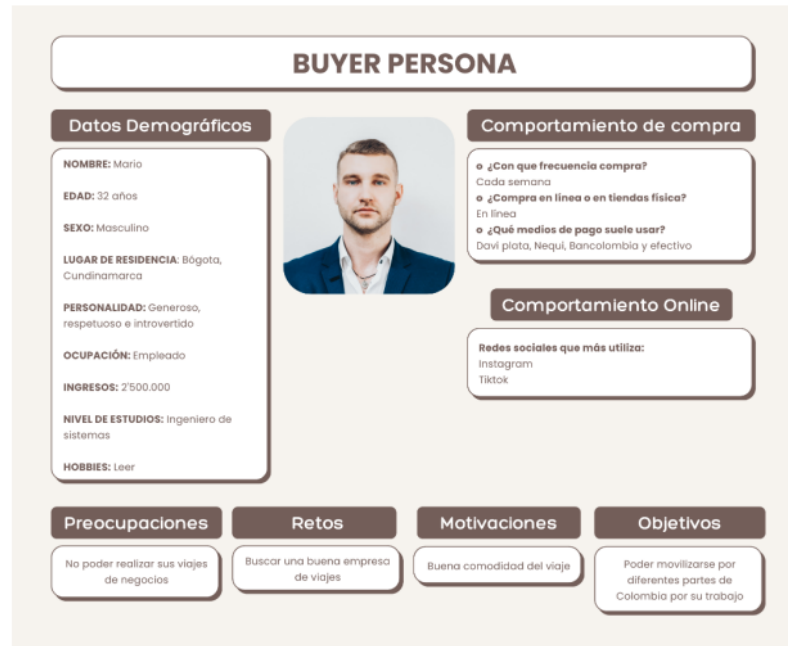 BUYER PERSONA
Datos Demográficos
NOMBRE: Mario
EDAD: 32 años
SEXO: Masculino
LUGAR DE RESIDENCIA: Bógota,
Cundinamarca
PERSONALIDAD: Generoso,
respetuoso e introvertido
OCUPACIÓN: Empleado
INGRESOS: 2'500.000
NIVEL DE ESTUDIOS: Ingeniero de
sistemas
HOBBIES: Leer
Comportamiento de compra
o ¿Con que frecuencia compra?
Cada semana
o ¿Compra en línea o en tiendas física?
En línea
o ¿Qué medios de pago suele usar?
Davi plata, Nequi, Bancolombia y efectivo
Comportamiento Online
Redes sociales que más utiliza:
Instagram
Tiktok
Preocupaciones
No poder realizar sus viajes
de negocios
Retos
Buscar una buena empresa
de viajes
Motivaciones
Buena comodidad del viaje
Objetivos
Poder movilizarse por
diferentes partes de
Colombia por su trabajo